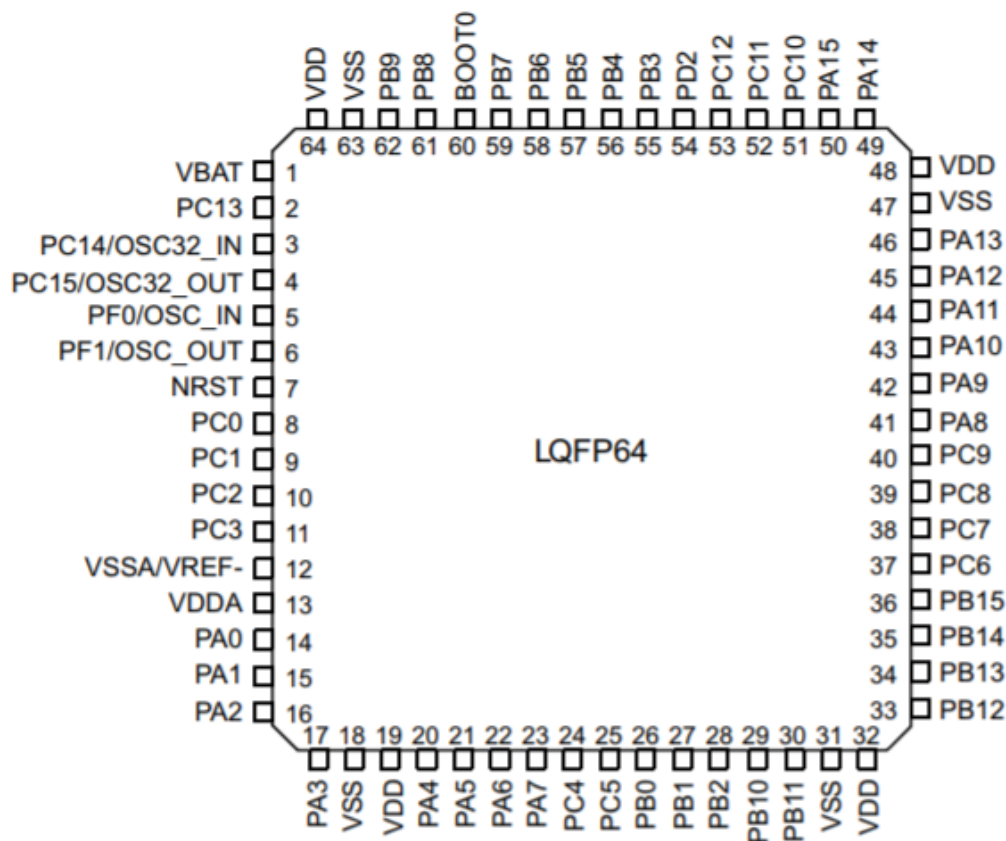 VDD VSS PB9 PB8 BOOT0 PB7 PB6 PB5 PB4 PB3 PD2 PC12 PC11 PC10 PA15 PA14
64 63 62 61 60 59 58 57 56 55 54 53 52 51 50 49
VBAT 1 48 VDD
PC13 2 47 VSS
PC14/OSC32_IN 3 46 PA13
PC15/OSC32_OUT 4 45 PA12
PF0/OSC_IN 5 44 PA11
PF1/OSC_OUT 6 43 PA10
NRST 7 42 PA9
PC0 8 41 PA8
LQFP64
PC1 9 40 PC9
PC2 10 39 PC8
PC3 11 38 PC7
VSSA/VREF- 12 37 PC6
VDDA 13 36 PB15
PA0 14 35 PB14
PA1 15 34 PB13
PA2 16 33 PB12
17 18 19 20 21 22 23 24 25 26 27 28 29 30 31 32
PA3 VSS VDD PA4 PA5 PA6 PA7 PC4 PC5 PB0 PB1 PB2 PB10 PB11 VSS VDD